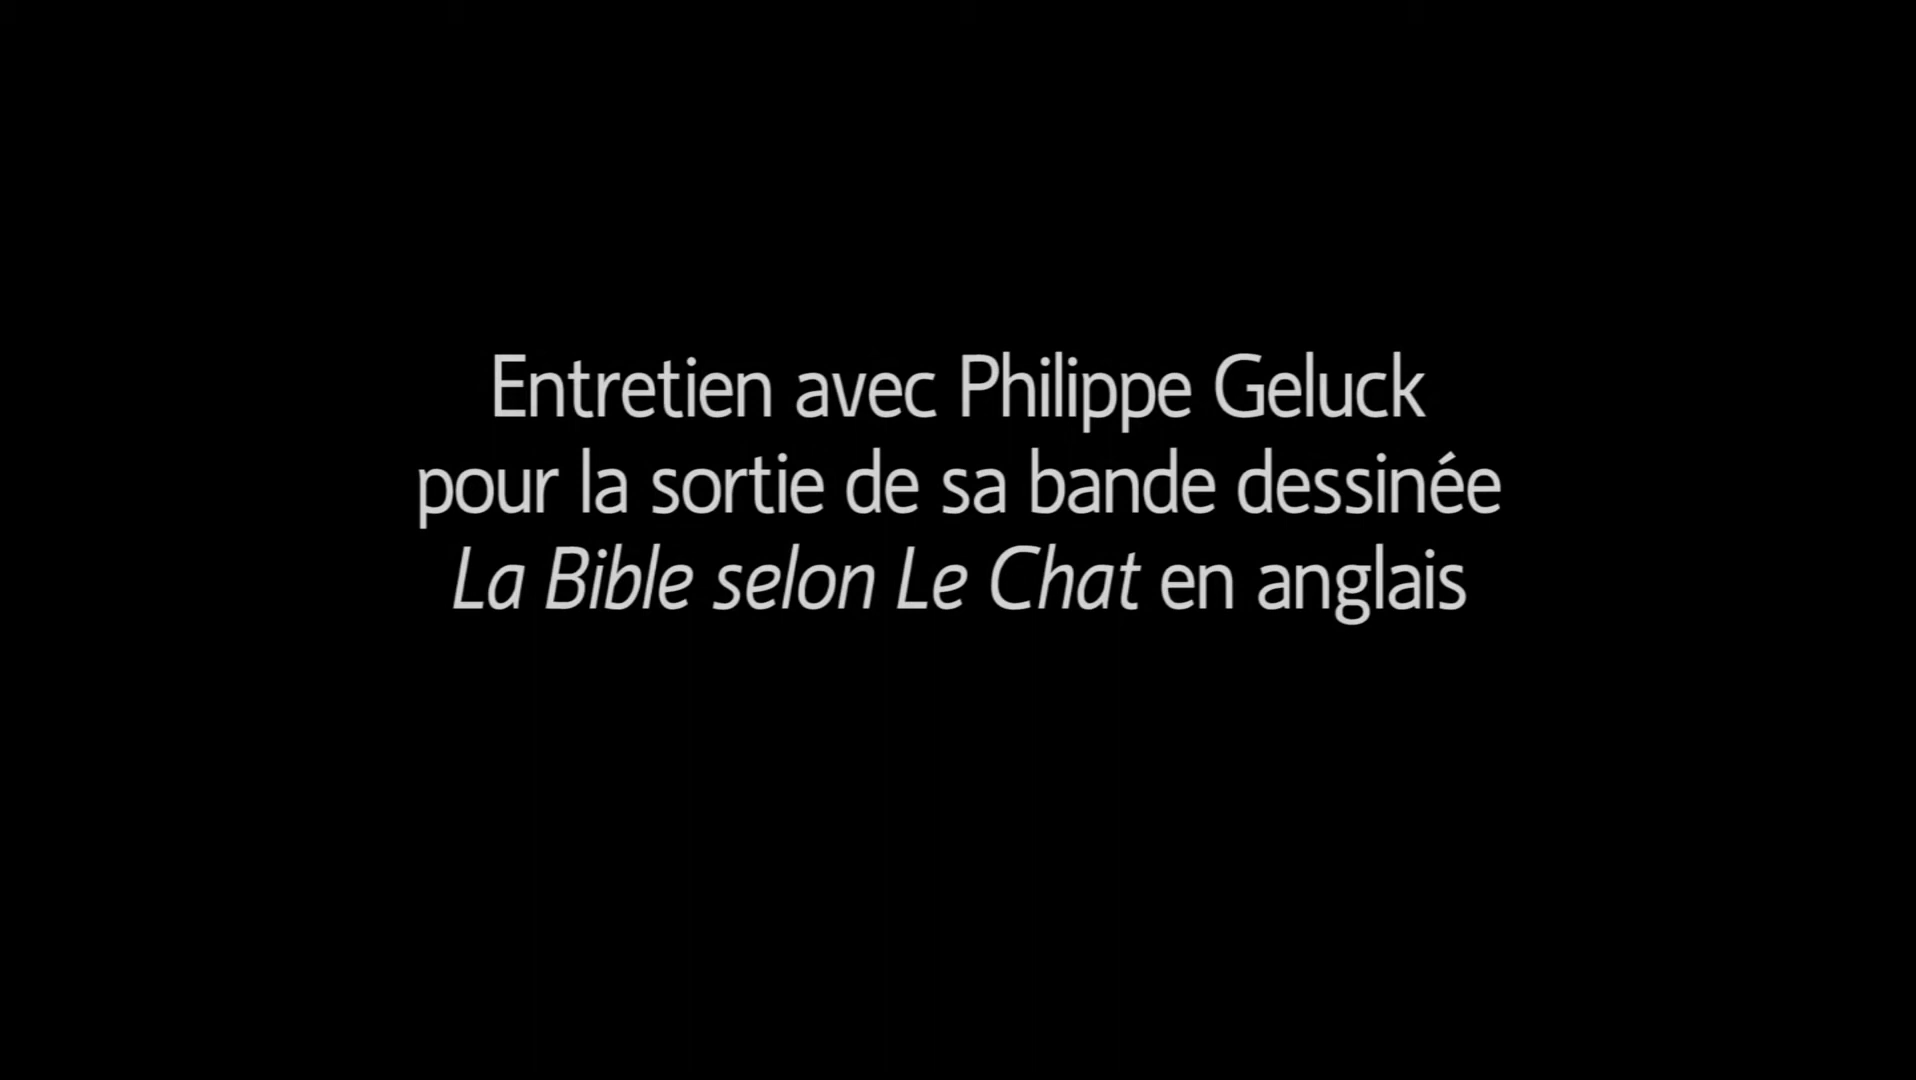 Entretien avec Philippe Geluck
pour la sortie de sa bande dessinée
La Bible selon Le Chat en anglais